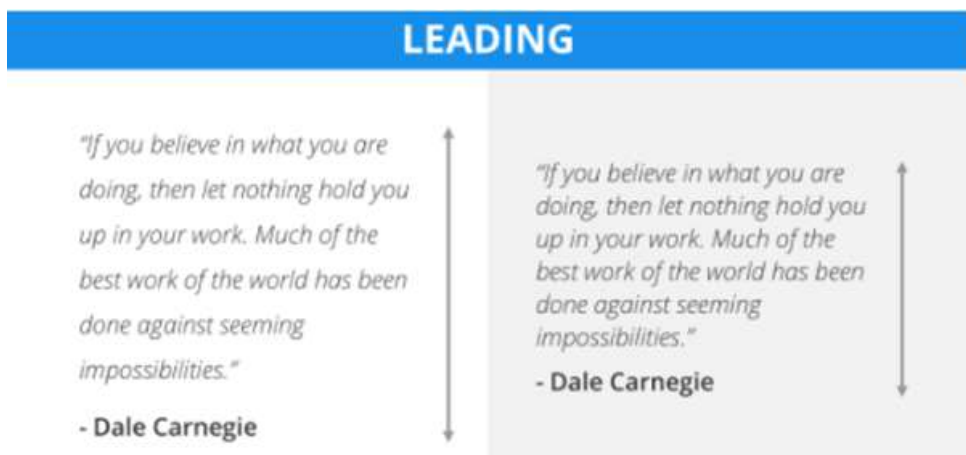 LEADING
“If you believe in what you are
doing, then let nothing hold you
up in your work. Much of the
best work of the world has been
done against seeming
impossibilities.”
- Dale Carnegie
“If you believe in what you are
doing, then let nothing hold you
up in your work. Much of the
best work of the world has been
done against seeming
impossibilities.”
- Dale Carnegie